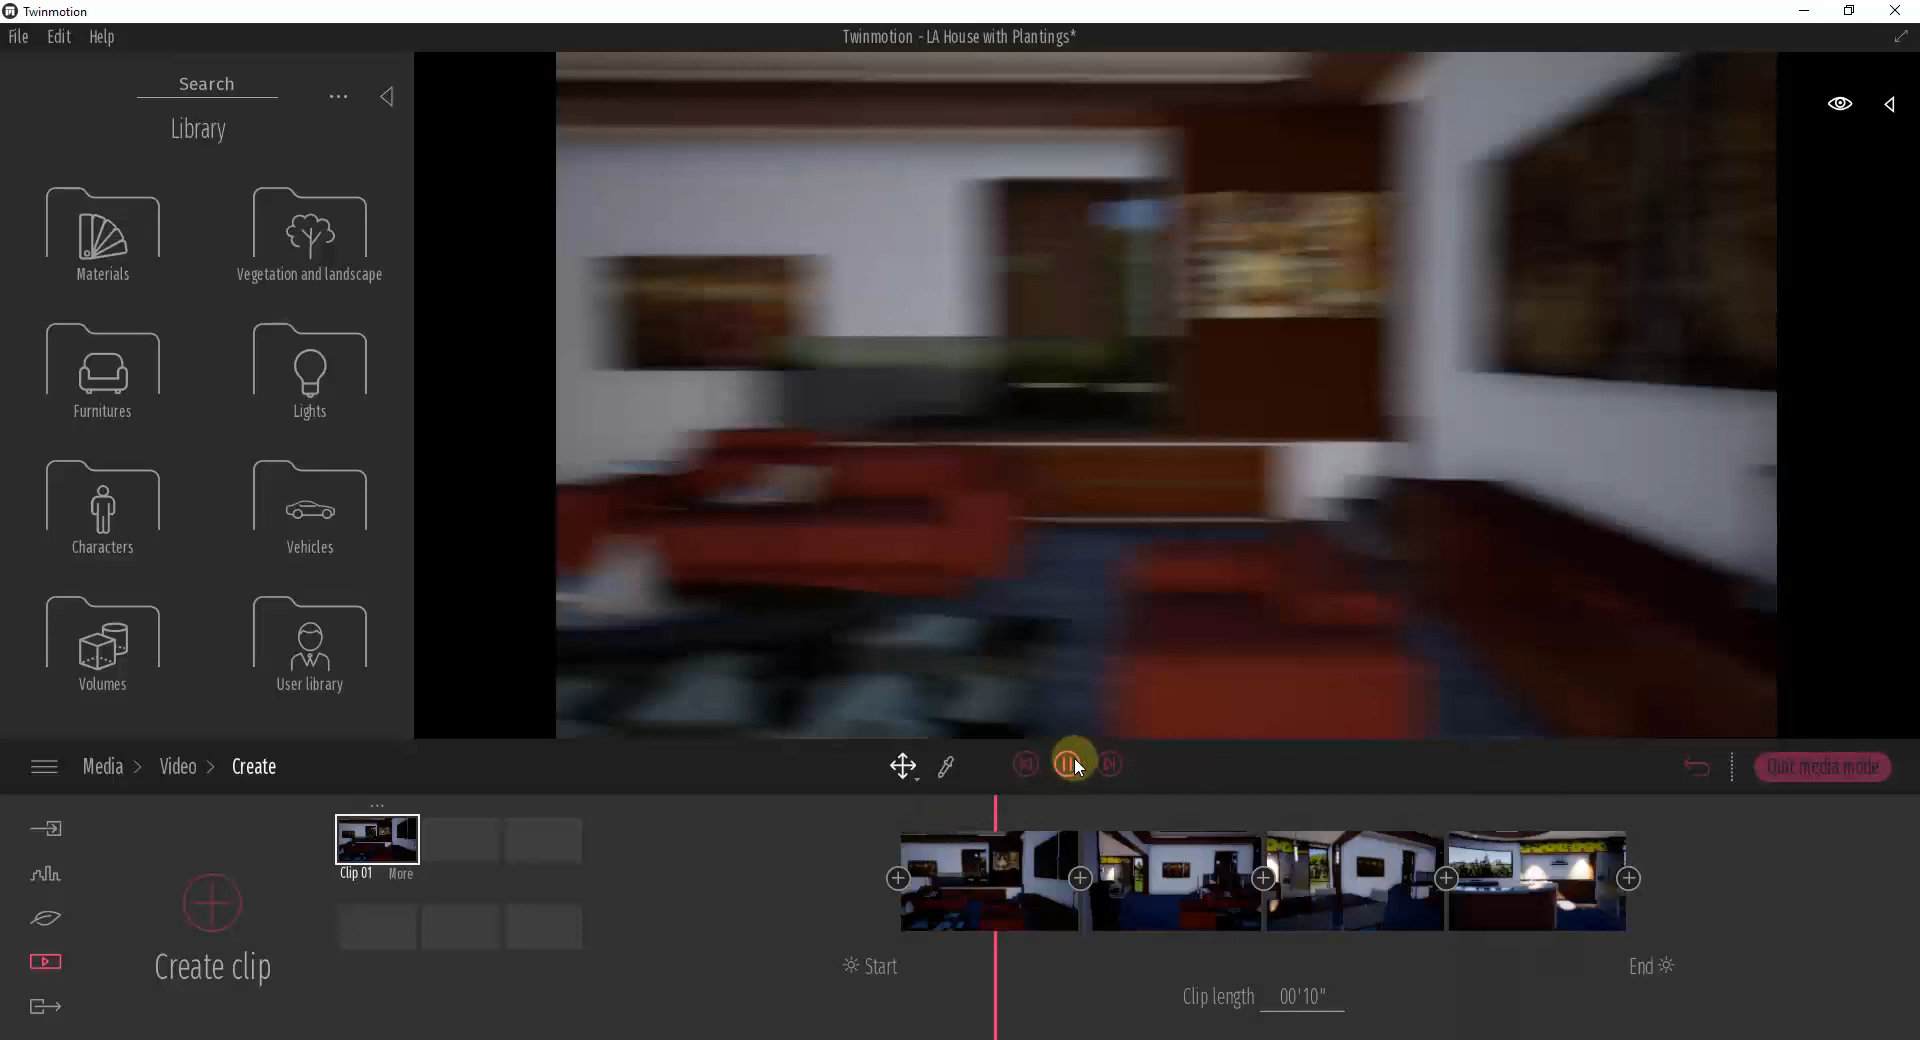 Twinmotion
File Edit Help
Twinmotion - LA House with Plantings*
Search
Library
Materials
Vegetation and landscape
Furnitures
Lights
Characters
Vehicles
Volumes
User library
Media > Video > Create
Quit media mode
Clip 01 More
Create clip
Start
End
Clip length 00'10"